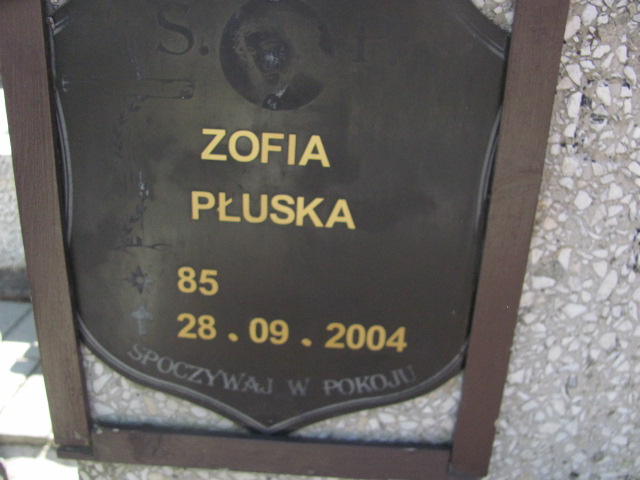 S. P.
ZOFIA
PŁUSKA
85
28.09.2004
SPOCZYWAJ W POKOJU